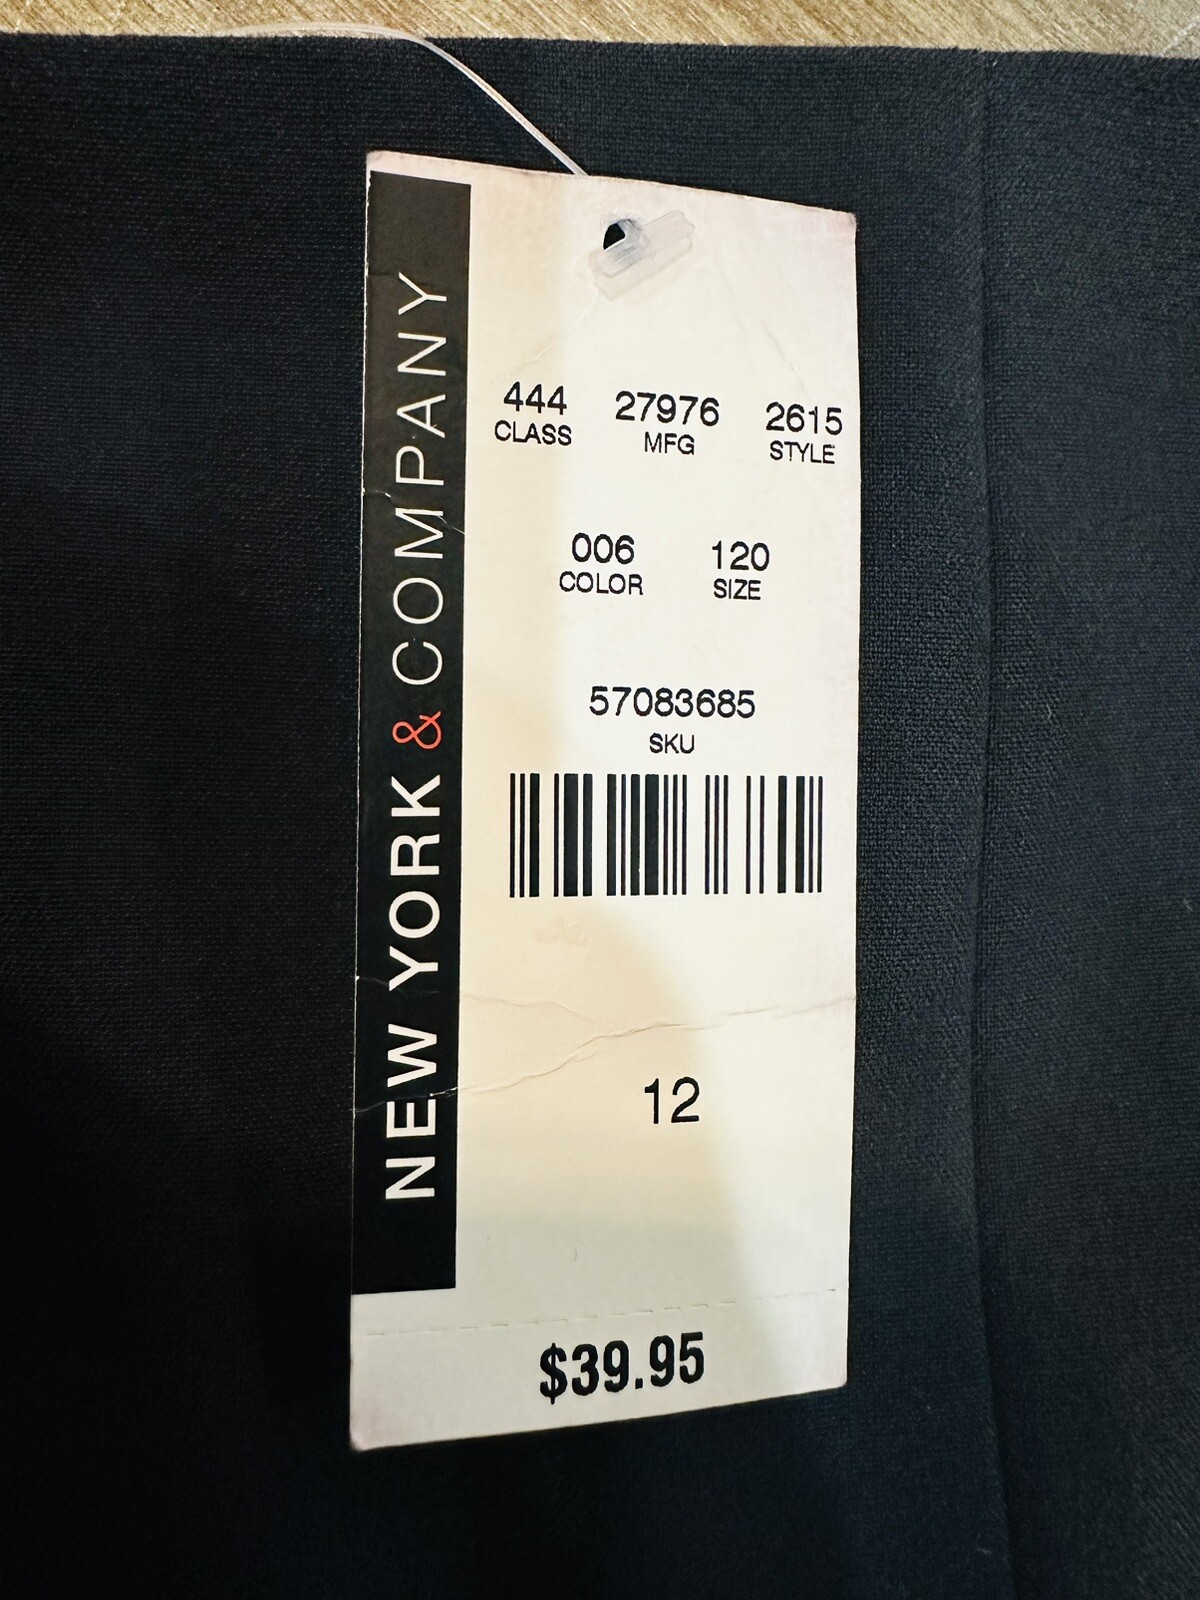 NEW YORK & COMPANY
444 27976 2615
CLASS MFG STYLE
006 120
COLOR SIZE
57083685
SKU
12
$39.95